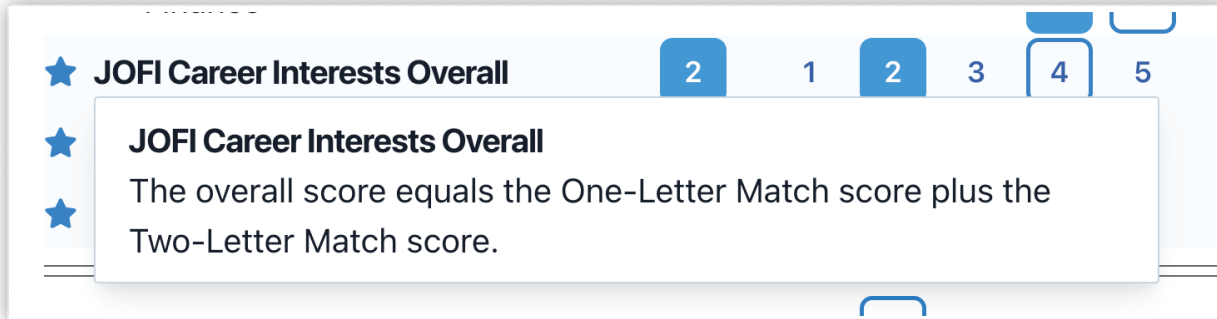 JOFI Career Interests Overall 2 1 2 3 4 5
JOFI Career Interests Overall
The overall score equals the One-Letter Match score plus the
Two-Letter Match score.